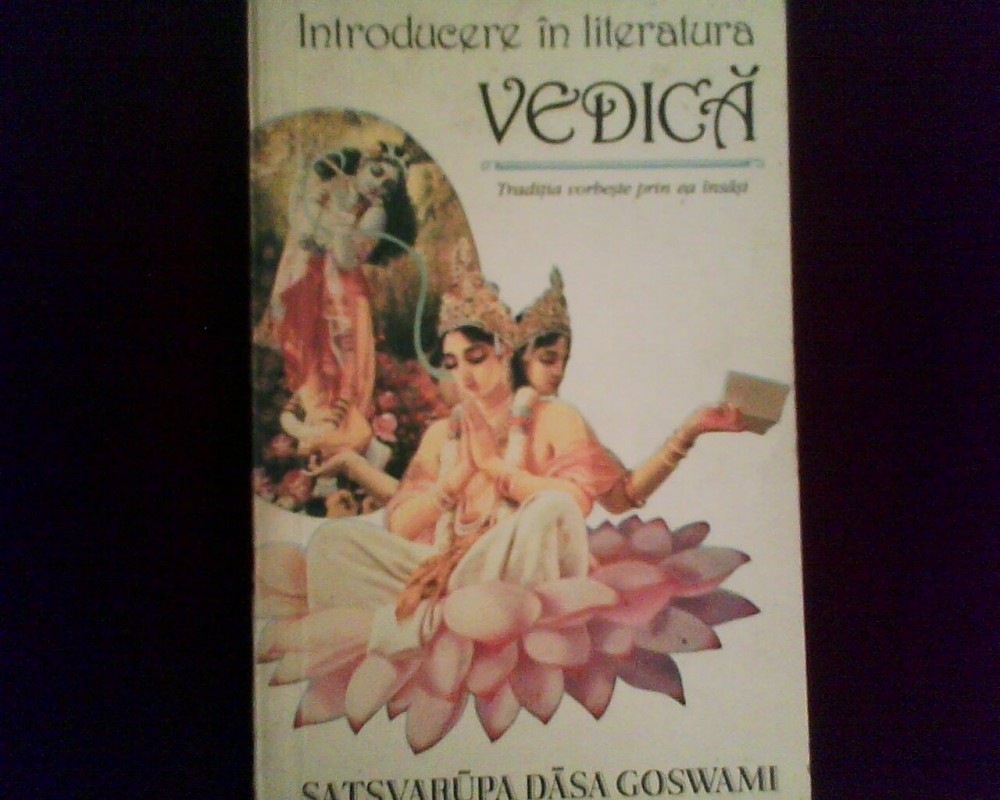 Introducere în literatura
VEDICĂ
Tradiția vorbește prin ea însăși
SATSVARŪPA DĀSA GOSWAMI